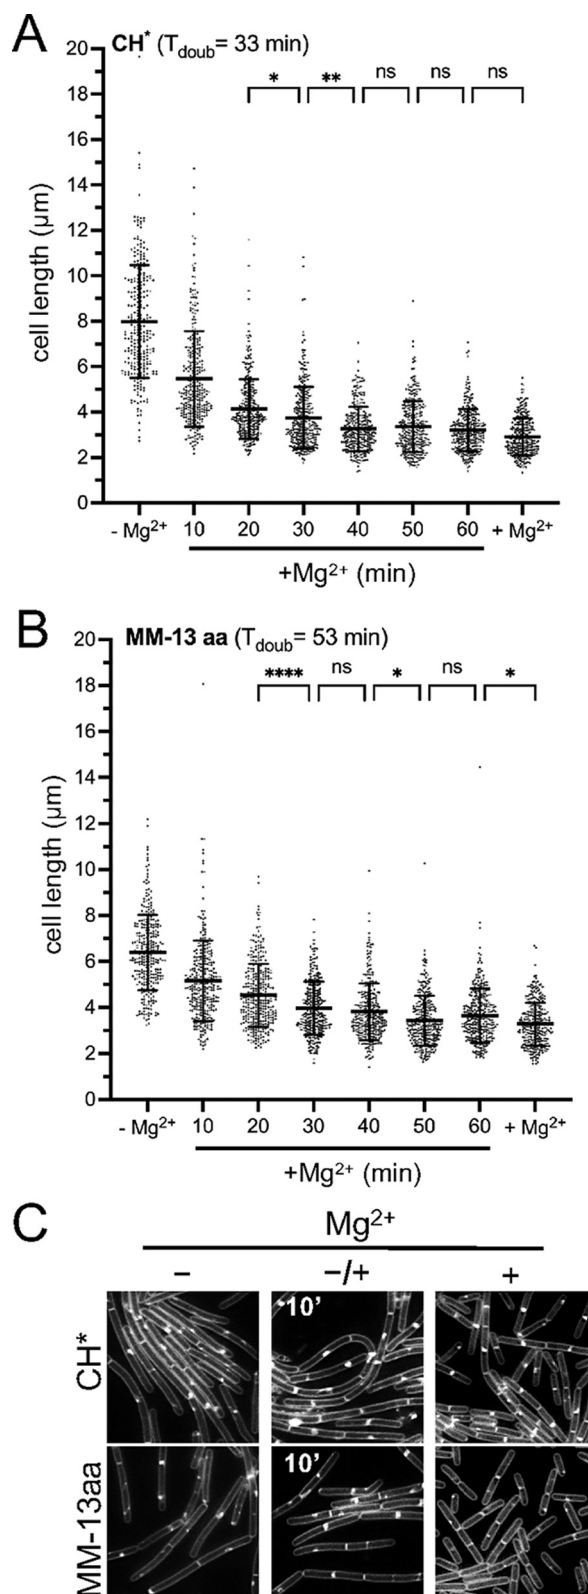 A
CH* (Tdoub= 33 min)
* ** ns ns ns
20
18
16
14
12
10
8
6
4
2
0
cell length (μm)
- Mg²⁺ 10 20 30 40 50 60 + Mg²⁺
+Mg²⁺ (min)
B
MM-13 aa (Tdoub= 53 min)
**** ns * ns *
20
18
16
14
12
10
8
6
4
2
0
cell length (μm)
- Mg²⁺ 10 20 30 40 50 60 + Mg²⁺
+Mg²⁺ (min)
C
Mg²⁺
− −/+ +
CH*
10’
MM-13aa
10’